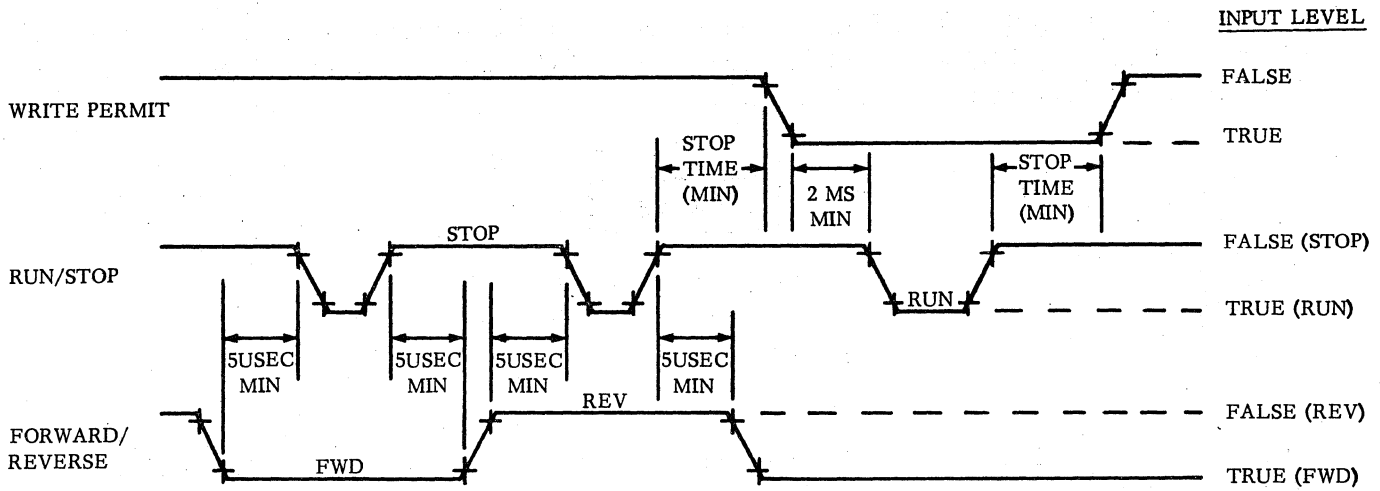 INPUT LEVEL
WRITE PERMIT
FALSE
TRUE
STOP
TIME
(MIN)
2 MS
MIN
STOP
TIME
(MIN)
RUN/STOP
STOP
RUN
FALSE (STOP)
TRUE (RUN)
5USEC
MIN
5USEC
MIN
5USEC
MIN
5USEC
MIN
FORWARD/
REVERSE
FWD
REV
FALSE (REV)
TRUE (FWD)